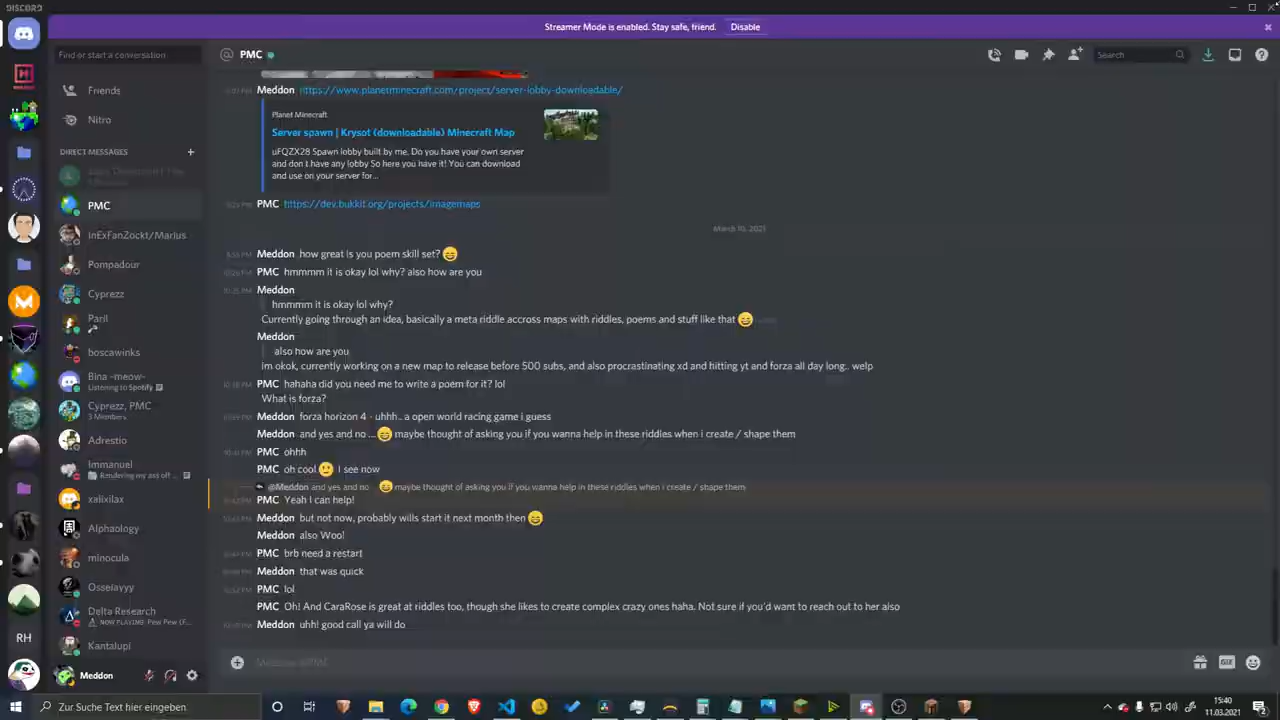 DISCORD
Streamer Mode is enabled. Stay safe, friend. Disable
Find or start a conversation
PMC
Search
Friends
Nitro
DIRECT MESSAGES
PMC
InExFanZockt/Marius
Pompadour
Cyprezz
Paril
boscawinks
Bina ~meow~
Listening to Spotify
Cyprezz, PMC
3 Members
Adrestio
Immanuel
Rendering my ass off ...
xalixilax
Alphaology
minocula
Osselayyy
Delta Research
NOW PLAYING: Pew Pew (F...
Kantalupi
RH
Meddon
Meddon https://www.planetminecraft.com/project/server-lobby-downloadable/
Planet Minecraft
Server spawn | Krysot (downloadable) Minecraft Map
uFQZX28 Spawn lobby built by me. Do you have your own server
and don t have any lobby So here you have it! You can download
and use on your server for...
PMC https://dev.bukkit.org/projects/imagemaps
March 10, 2021
Meddon how great is you poem skill set? 😄
PMC hmmmm it is okay lol why? also how are you
Meddon
hmmmm it is okay lol why?
Currently going through an idea, basically a meta riddle accross maps with riddles, poems and stuff like that 😄
Meddon
also how are you
im okok, currently working on a new map to release before 500 subs, and also procrastinating xd and hitting yt and forza all day long.. welp
PMC hahaha did you need me to write a poem for it? lol
What is forza?
Meddon forza horizon 4 - uhhh.. a open world racing game i guess
Meddon and yes and no ... 😄 maybe thought of asking you if you wanna help in these riddles when i create / shape them
PMC ohhh
PMC oh cool 🙂 I see now
@Meddon and yes and no 😄 maybe thought of asking you if you wanna help in these riddles when i create / shape them
PMC Yeah I can help!
Meddon but not now, probably wills start it next month then 😄
also Woo!
PMC brb need a restart
Meddon that was quick
PMC lol
PMC Oh! And CaraRose is great at riddles too, though she likes to create complex crazy ones haha. Not sure if you'd want to reach out to her also
Meddon uhh! good call ya will do
GIF
Zur Suche Text hier eingeben
15:40
11.03.2021